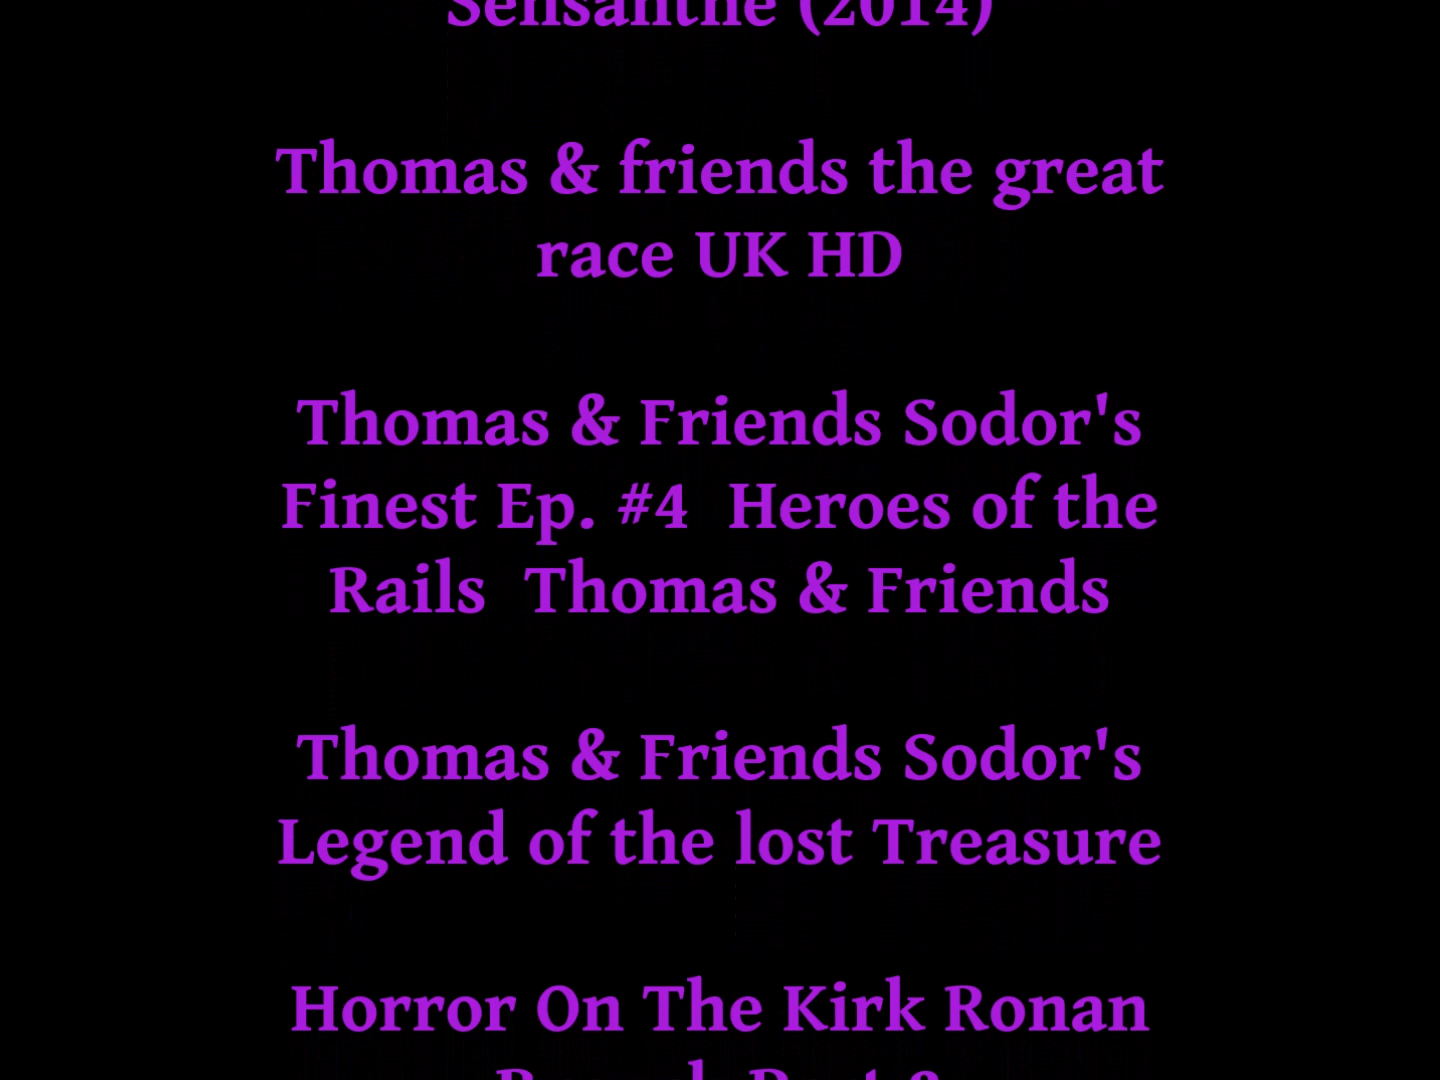 (2014)
Thomas & friends the great
race UK HD
Thomas & Friends Sodor's
Finest Ep. #4  Heroes of the
Rails  Thomas & Friends
Thomas & Friends Sodor's
Legend of the lost Treasure
Horror On The Kirk Ronan